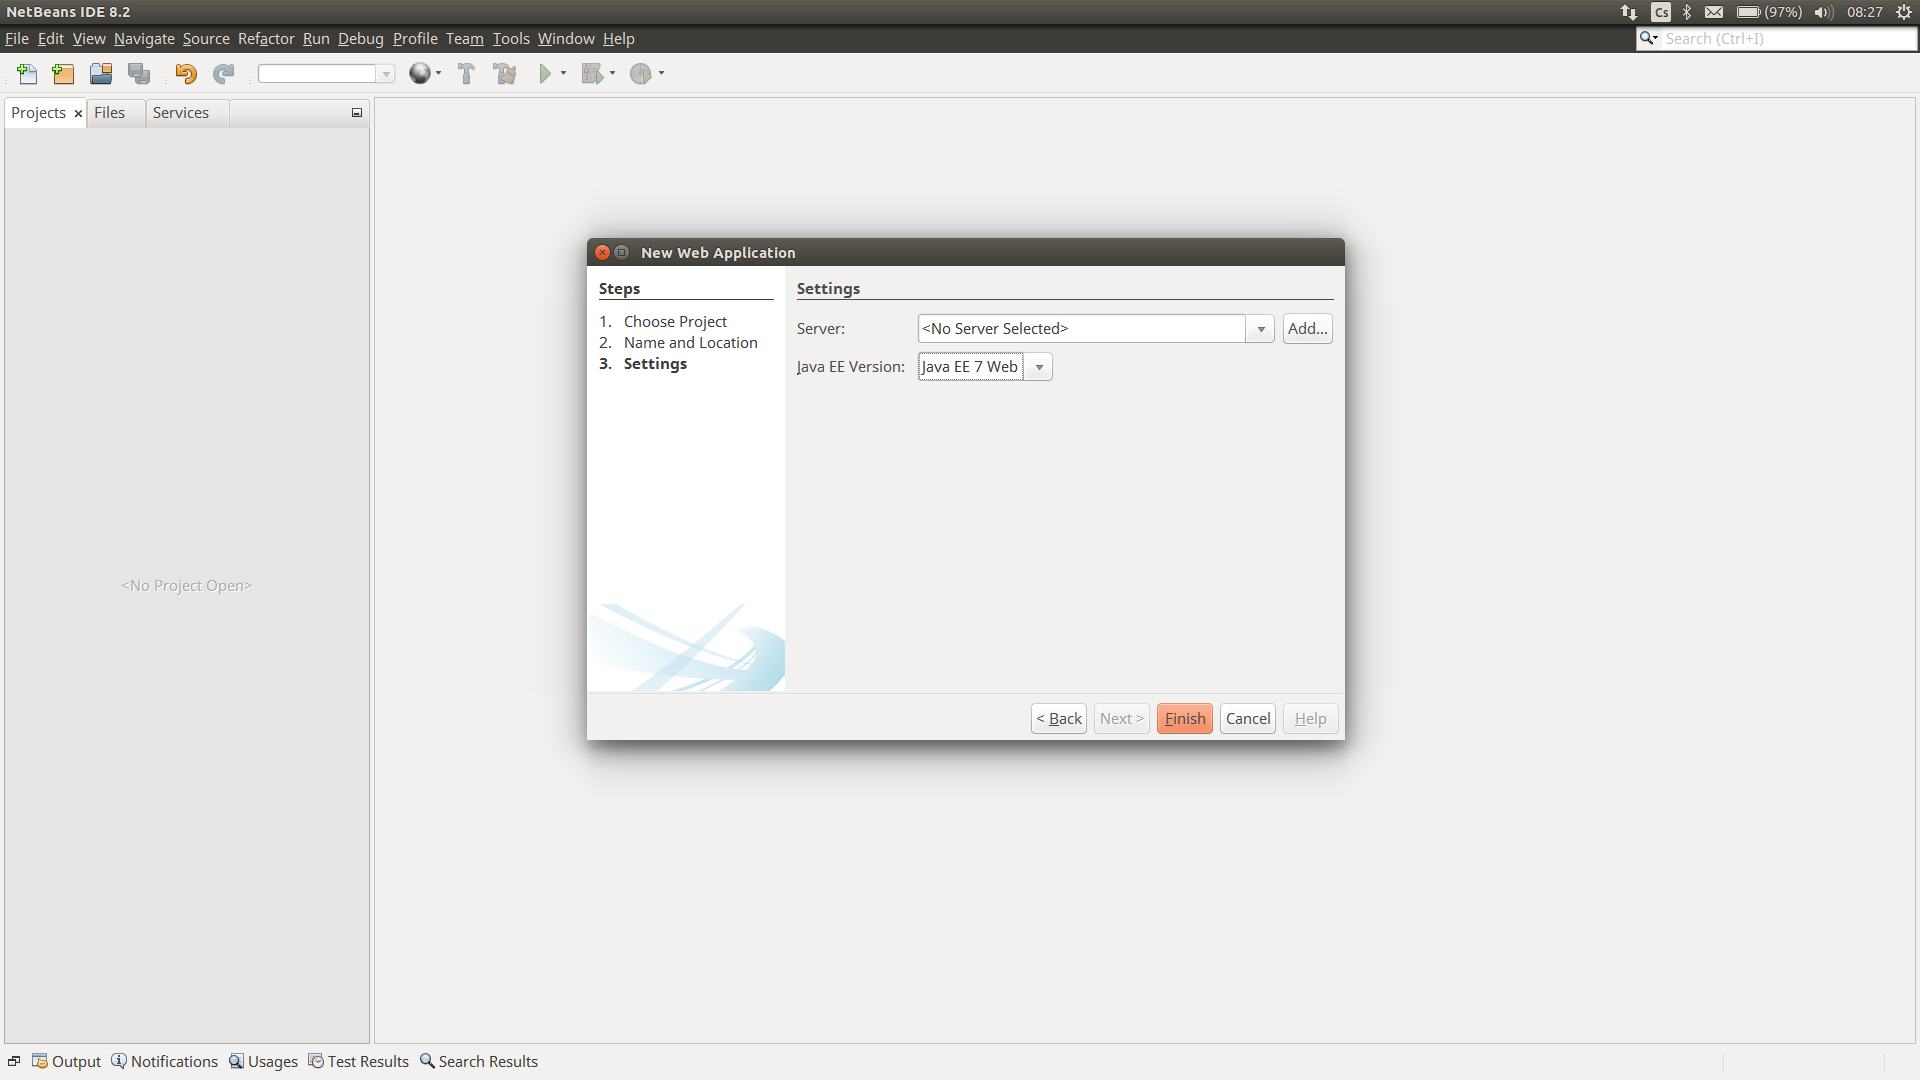 NetBeans IDE 8.2
Cs (97%) 08:27
File Edit View Navigate Source Refactor Run Debug Profile Team Tools Window Help
Search (Ctrl+I)
Projects Files Services
<No Project Open>
New Web Application
Steps
1. Choose Project
2. Name and Location
3. Settings
Settings
Server: <No Server Selected> Add...
Java EE Version: Java EE 7 Web
< Back Next > Finish Cancel Help
Output Notifications Usages Test Results Search Results